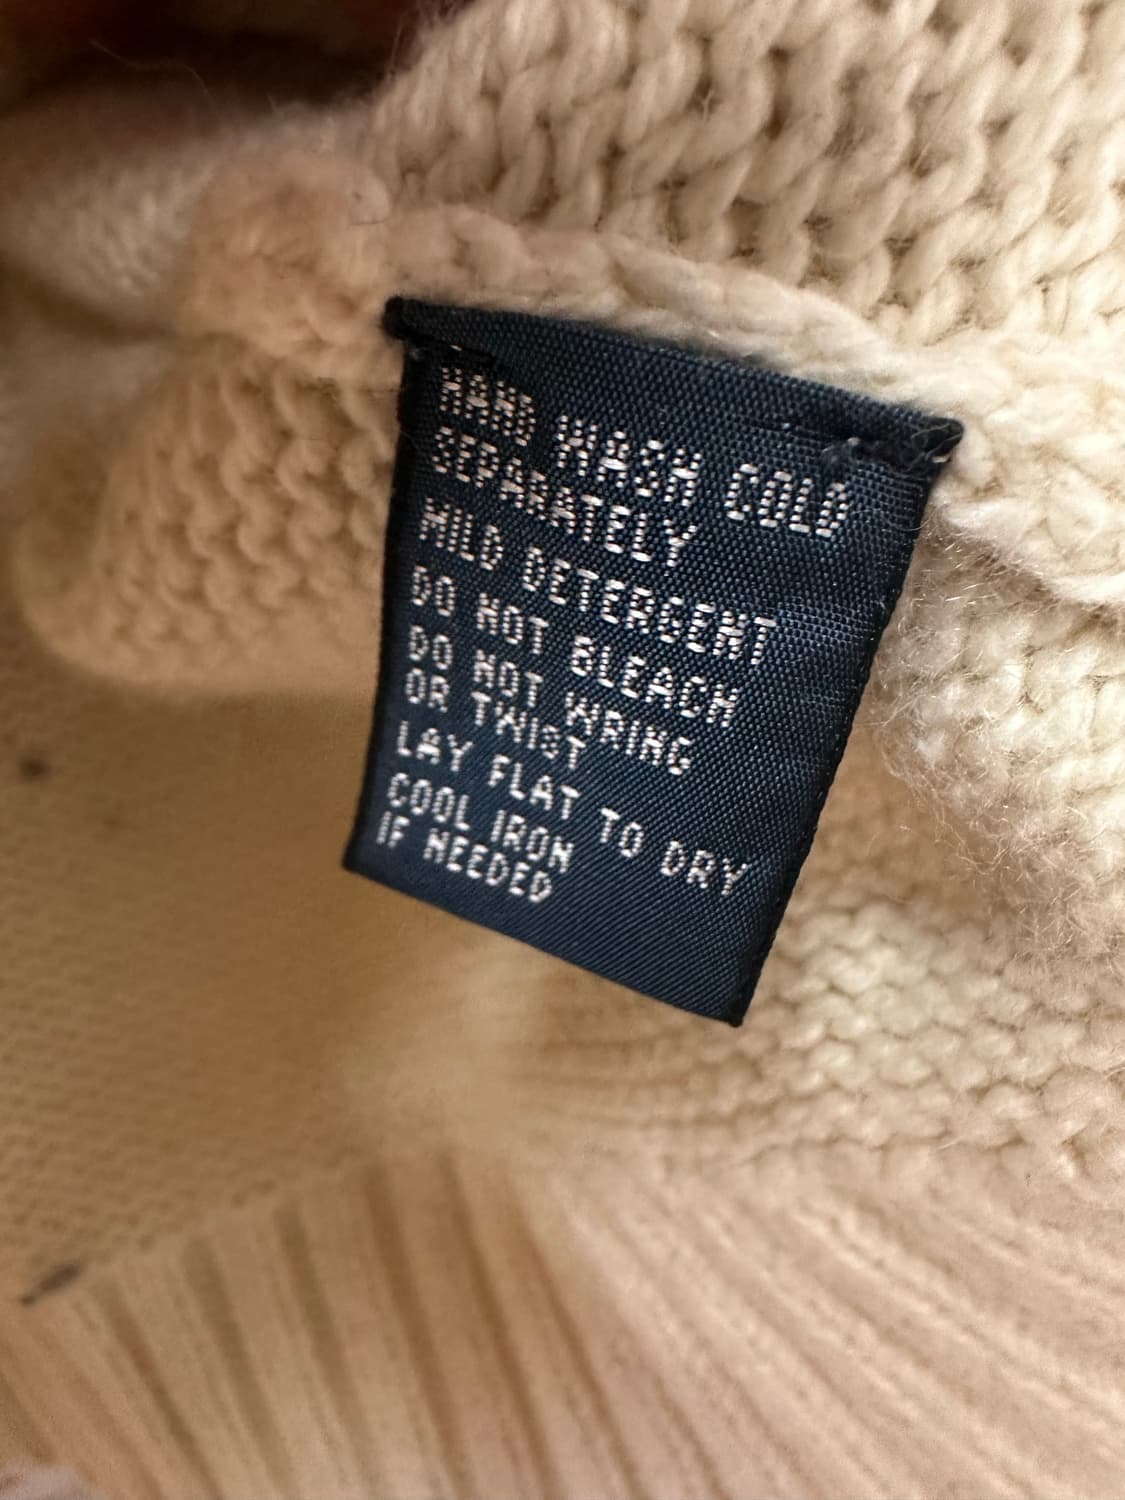 HAND WASH COLD
SEPARATELY
MILD DETERGENT
DO NOT BLEACH
DO NOT WRING
OR TWIST
LAY FLAT TO DRY
COOL IRON
IF NEEDED